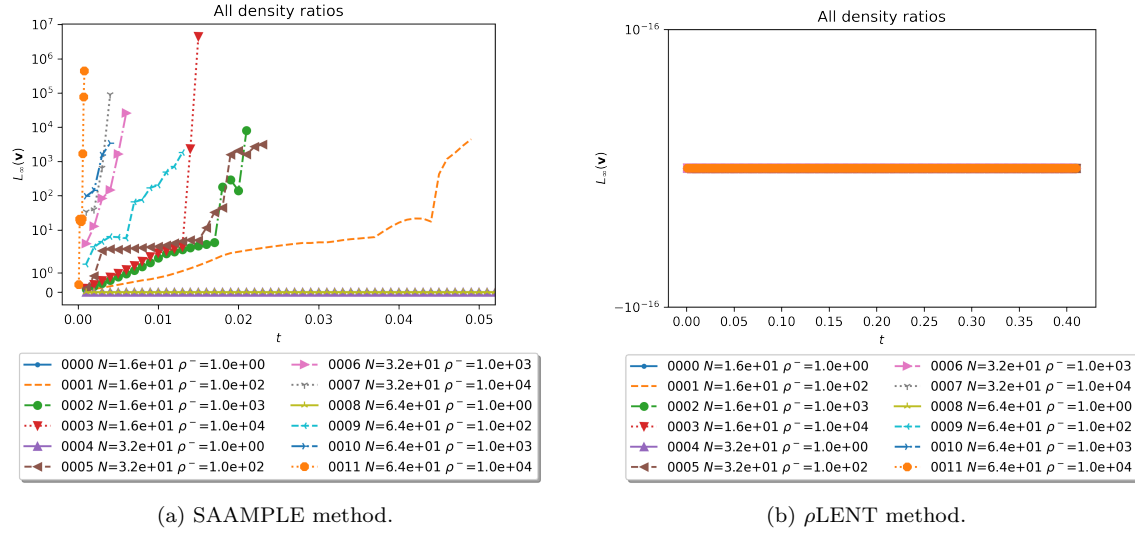 All density ratios
10^7
10^6
10^5
10^4
10^3
10^2
10^1
10^0
0
L∞(v)
0.00 0.01 0.02 0.03 0.04 0.05
t
0000 N=1.6e+01 ρ⁻=1.0e+00
0001 N=1.6e+01 ρ⁻=1.0e+02
0002 N=1.6e+01 ρ⁻=1.0e+03
0003 N=1.6e+01 ρ⁻=1.0e+04
0004 N=3.2e+01 ρ⁻=1.0e+00
0005 N=3.2e+01 ρ⁻=1.0e+02
0006 N=3.2e+01 ρ⁻=1.0e+03
0007 N=3.2e+01 ρ⁻=1.0e+04
0008 N=6.4e+01 ρ⁻=1.0e+00
0009 N=6.4e+01 ρ⁻=1.0e+02
0010 N=6.4e+01 ρ⁻=1.0e+03
0011 N=6.4e+01 ρ⁻=1.0e+04
(a) SAAMPLE method.
All density ratios
10^−16
L∞(v)
−10^−16
0.00 0.05 0.10 0.15 0.20 0.25 0.30 0.35 0.40
t
0000 N=1.6e+01 ρ⁻=1.0e+00
0001 N=1.6e+01 ρ⁻=1.0e+02
0002 N=1.6e+01 ρ⁻=1.0e+03
0003 N=1.6e+01 ρ⁻=1.0e+04
0004 N=3.2e+01 ρ⁻=1.0e+00
0005 N=3.2e+01 ρ⁻=1.0e+02
0006 N=3.2e+01 ρ⁻=1.0e+03
0007 N=3.2e+01 ρ⁻=1.0e+04
0008 N=6.4e+01 ρ⁻=1.0e+00
0009 N=6.4e+01 ρ⁻=1.0e+02
0010 N=6.4e+01 ρ⁻=1.0e+03
0011 N=6.4e+01 ρ⁻=1.0e+04
(b) ρLENT method.